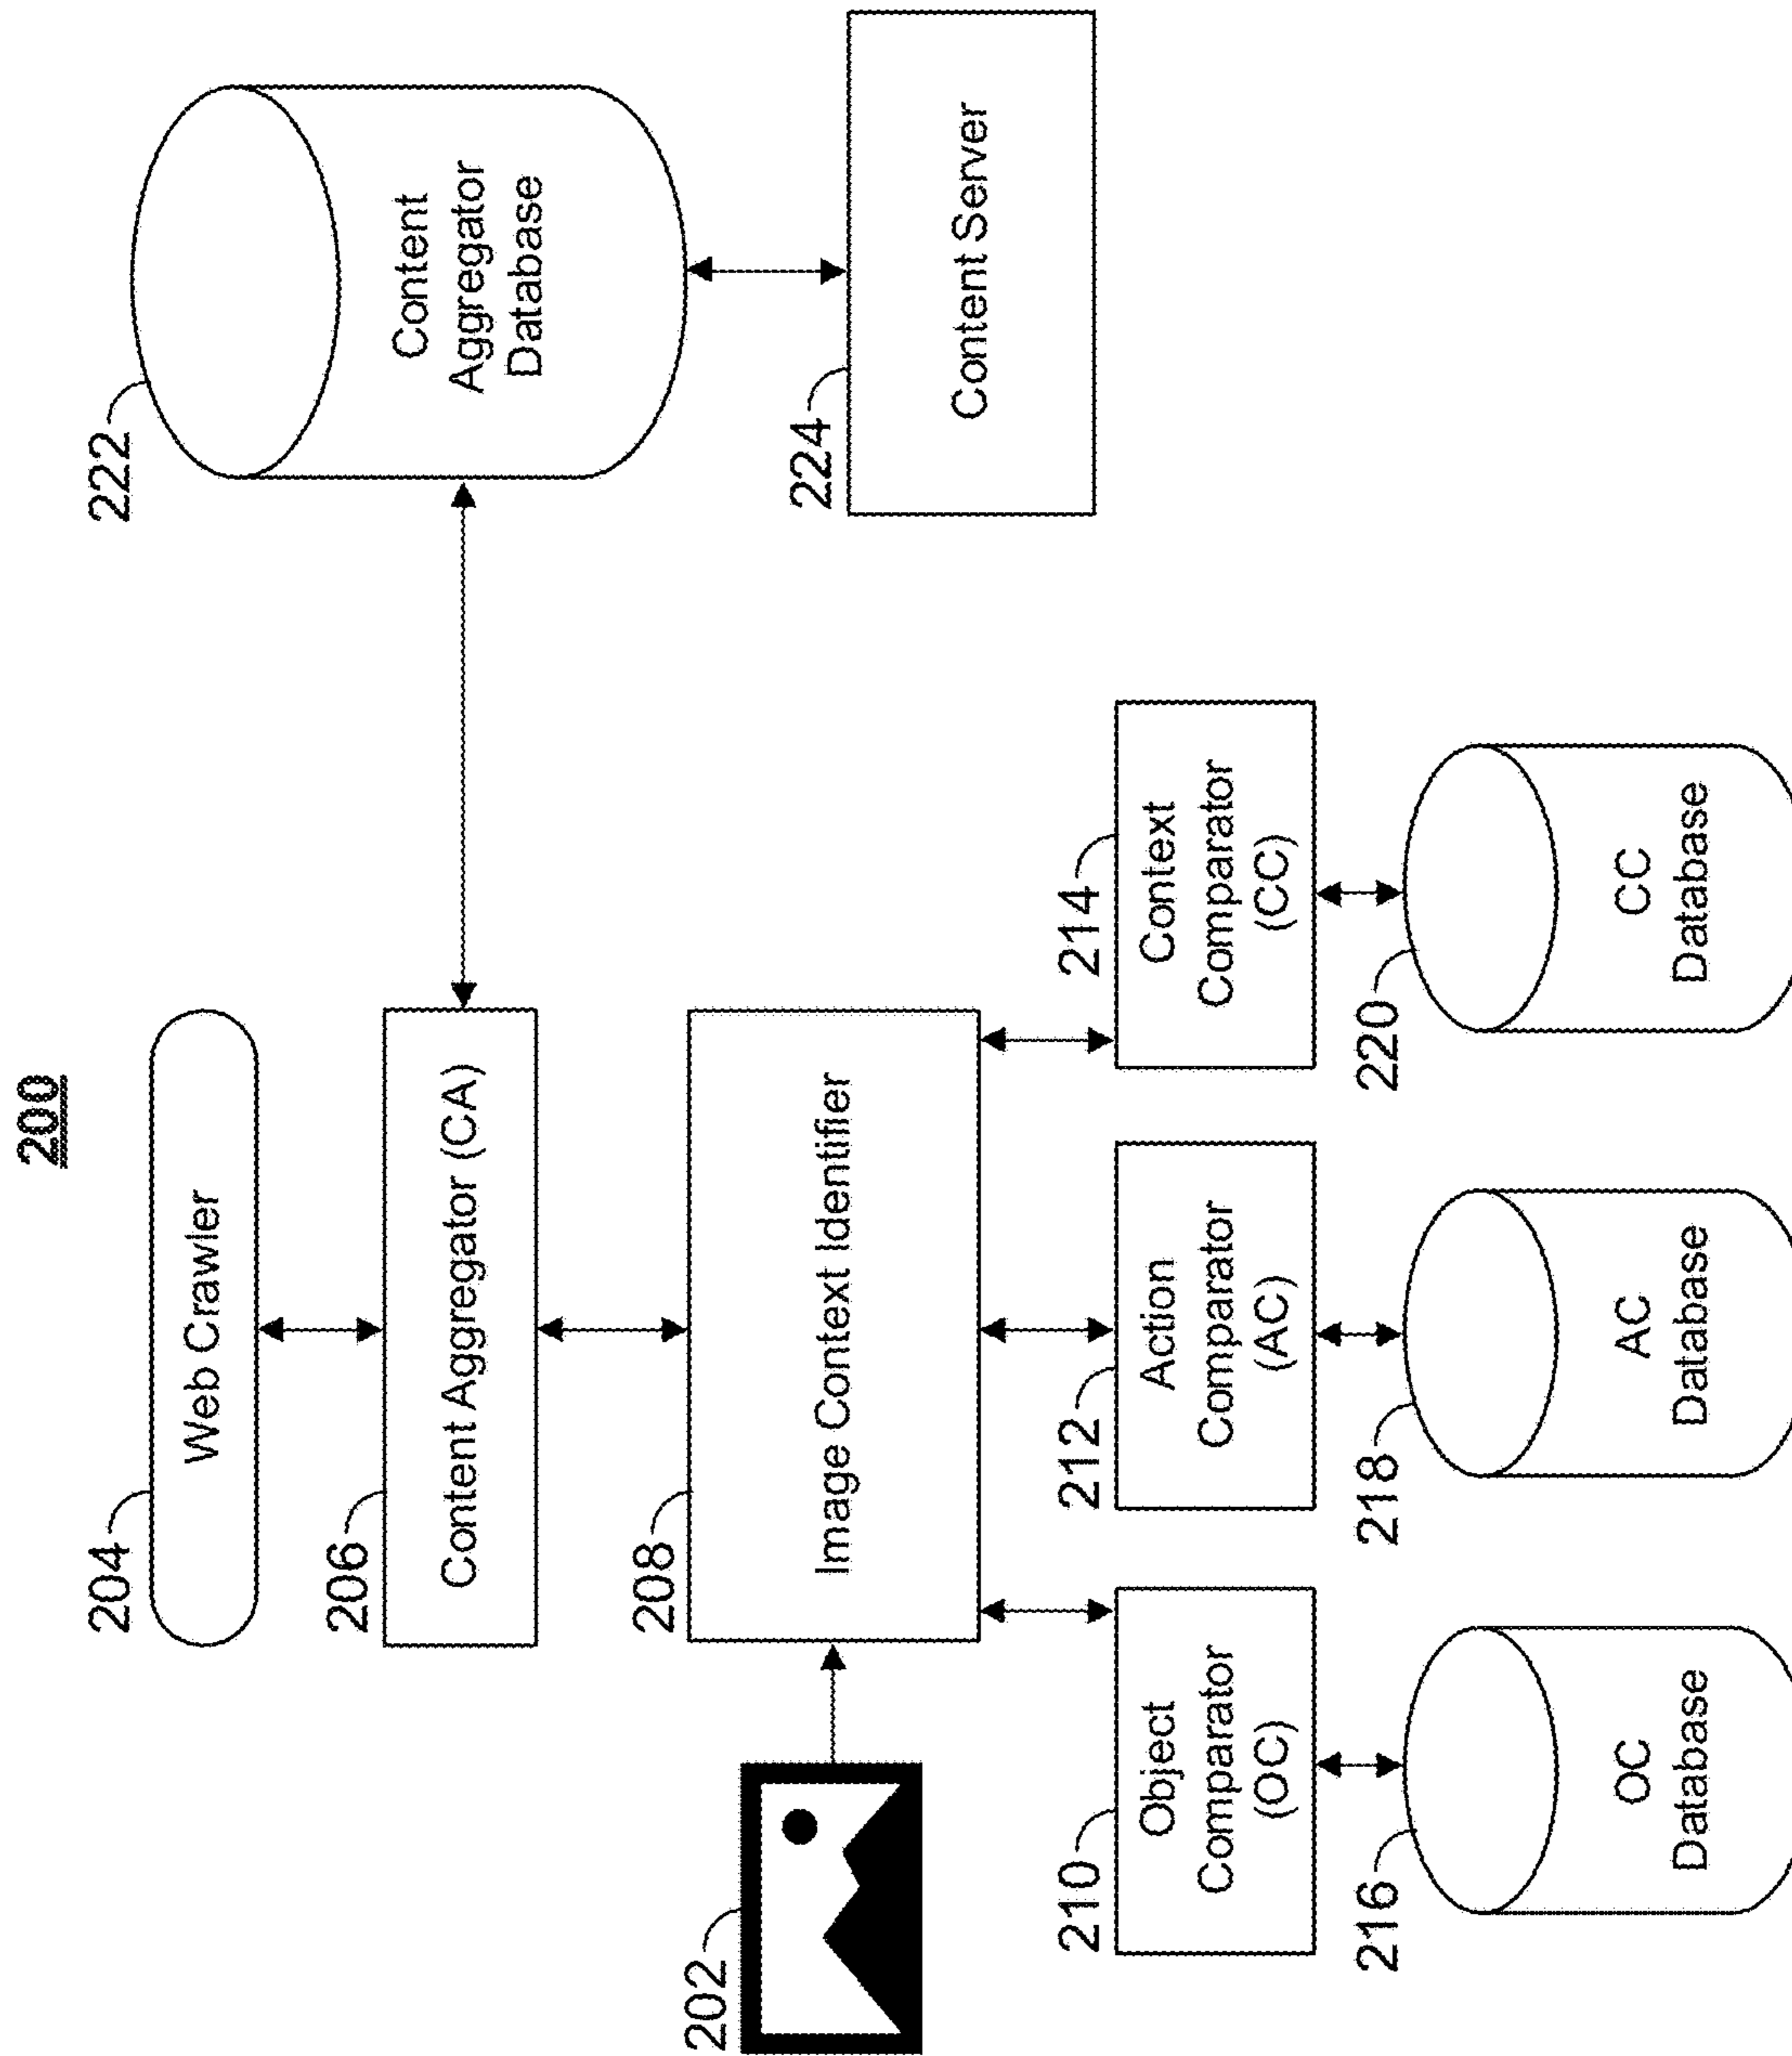 200
204
Web Crawler
206
Content Aggregator (CA)
222
Content
Aggregator
Database
202
208
Image Context Identifier
224
Content Server
210
Object
Comparator
(OC)
212
Action
Comparator
(AC)
214
Context
Comparator
(CC)
216
OC
Database
218
AC
Database
220
CC
Database